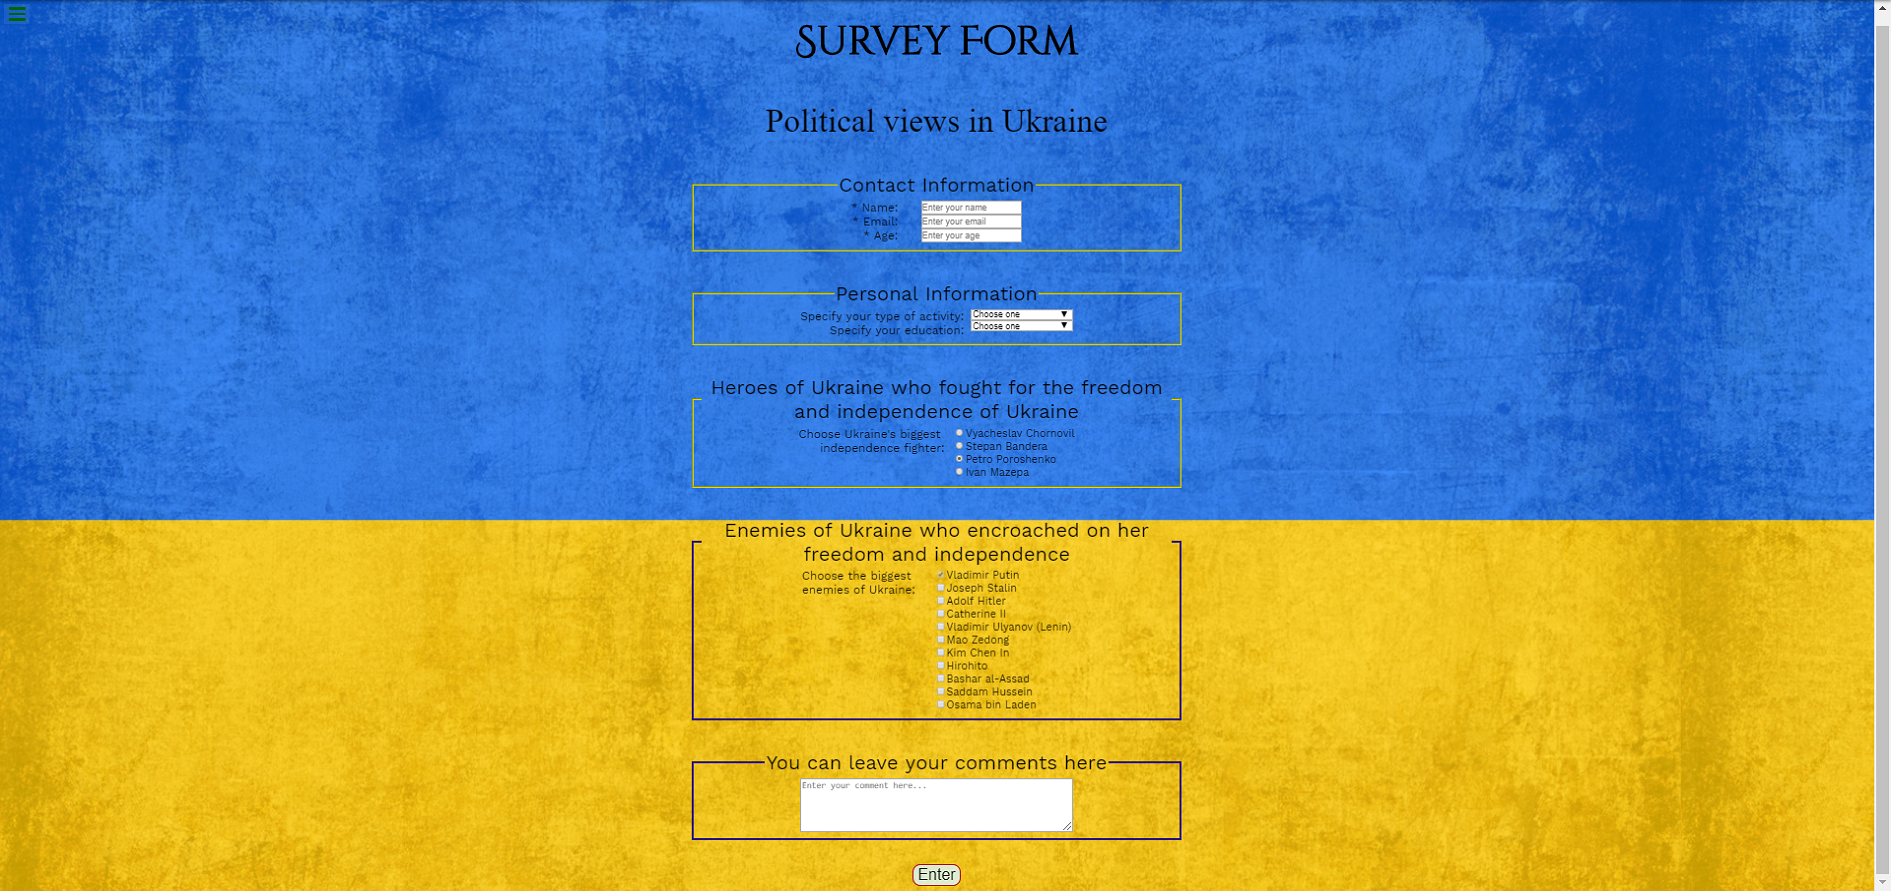 Survey Form
Political views in Ukraine
Contact Information
* Name: Enter your name
* Email: Enter your email
* Age: Enter your age
Personal Information
Specify your type of activity: Choose one
Specify your education: Choose one
Heroes of Ukraine who fought for the freedom
and independence of Ukraine
Choose Ukraine's biggest
independence fighter:
Vyacheslav Chornovil
Stepan Bandera
Petro Poroshenko
Ivan Mazepa
Enemies of Ukraine who encroached on her
freedom and independence
Choose the biggest
enemies of Ukraine:
Vladimir Putin
Joseph Stalin
Adolf Hitler
Catherine II
Vladimir Ulyanov (Lenin)
Mao Zedong
Kim Chen In
Hirohito
Bashar al-Assad
Saddam Hussein
Osama bin Laden
You can leave your comments here
Enter your comment here...
Enter